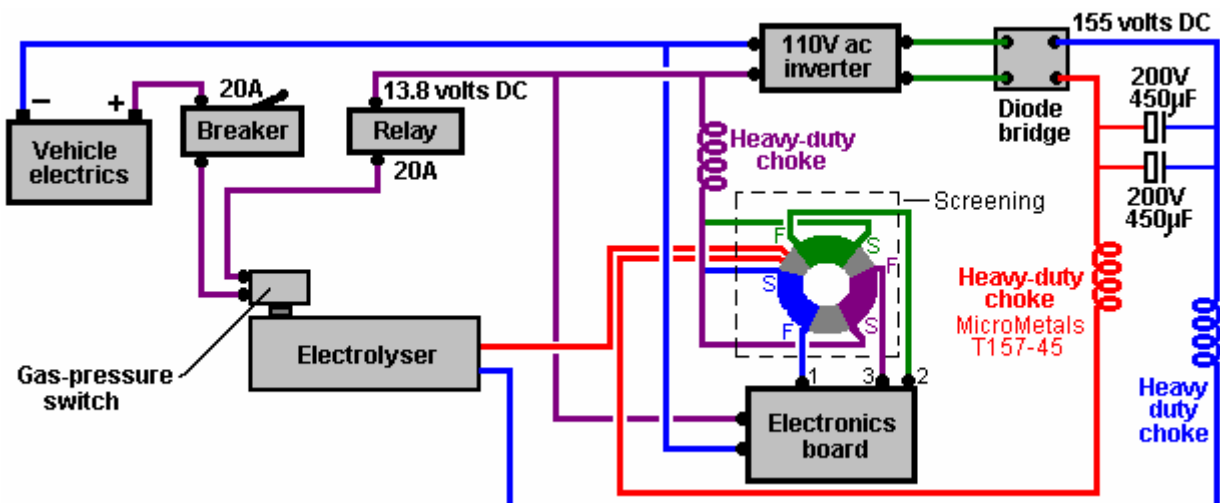 155 volts DC
110V ac
inverter
Diode
bridge
200V
450µF
200V
450µF
– +
Vehicle
electrics
20A
Breaker
13.8 volts DC
Relay
20A
Heavy-duty
choke
Screening
F
S
F
S
F
S
Heavy-duty
choke
MicroMetals
T157-45
Heavy
duty
choke
Electrolyser
Gas-pressure
switch
1 3 2
Electronics
board